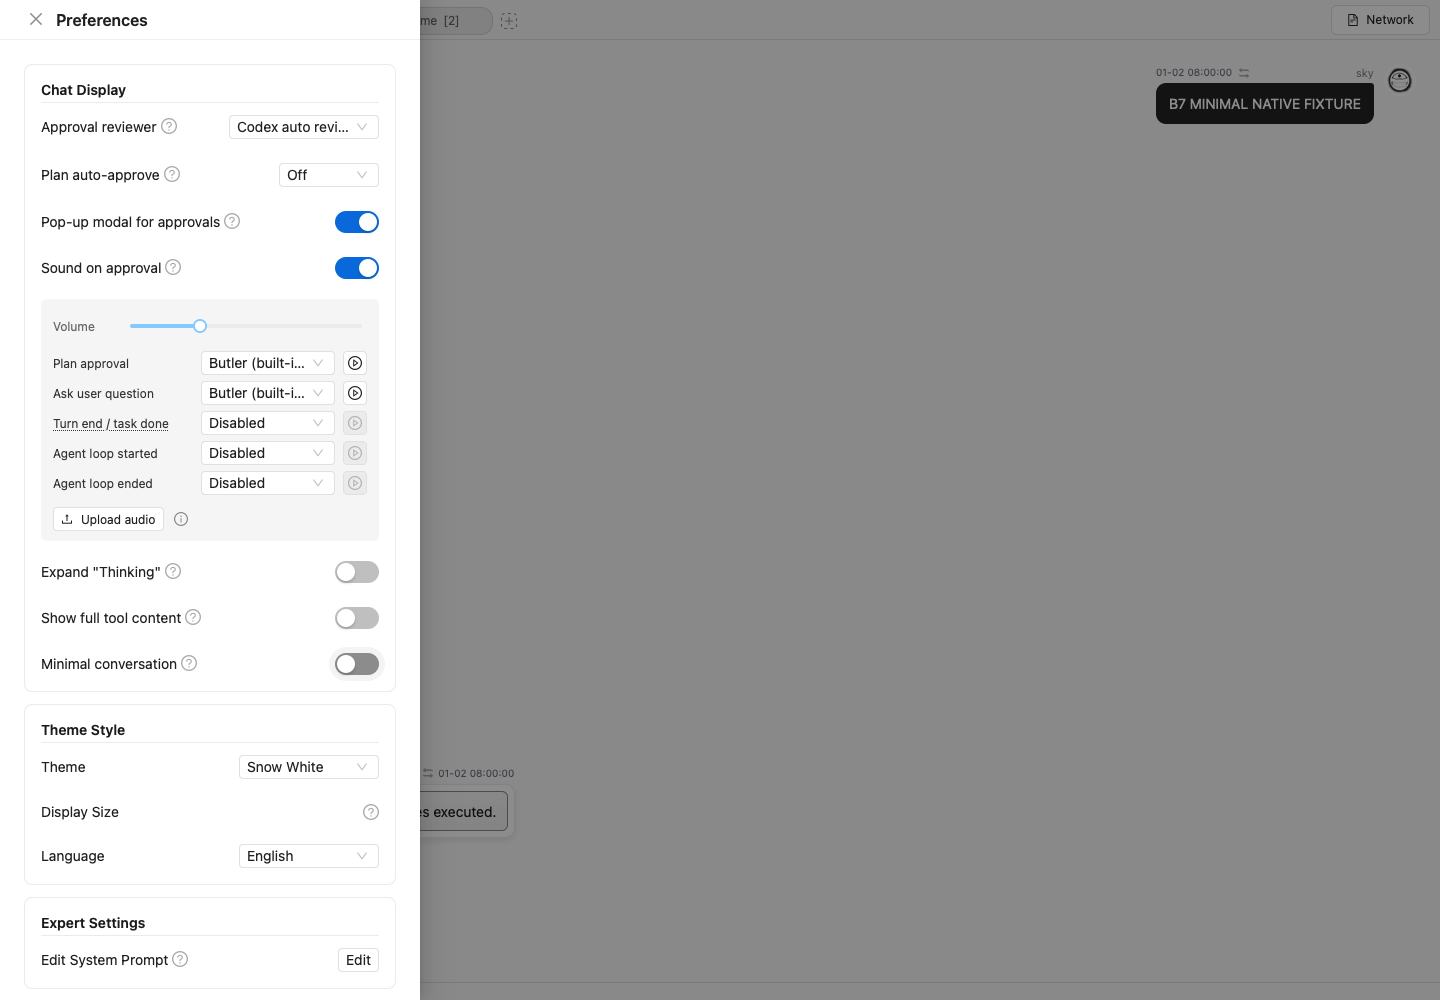 Preferences
me [2]
Network
Chat Display
Approval reviewer
Codex auto revi...
Plan auto-approve
Off
Pop-up modal for approvals
Sound on approval
Volume
Plan approval
Butler (built-i...
Ask user question
Butler (built-i...
Turn end / task done
Disabled
Agent loop started
Disabled
Agent loop ended
Disabled
Upload audio
Expand "Thinking"
Show full tool content
Minimal conversation
Theme Style
Theme
Snow White
Display Size
Language
English
Expert Settings
Edit System Prompt
Edit
01-02 08:00:00
sky
B7 MINIMAL NATIVE FIXTURE
01-02 08:00:00
es executed.